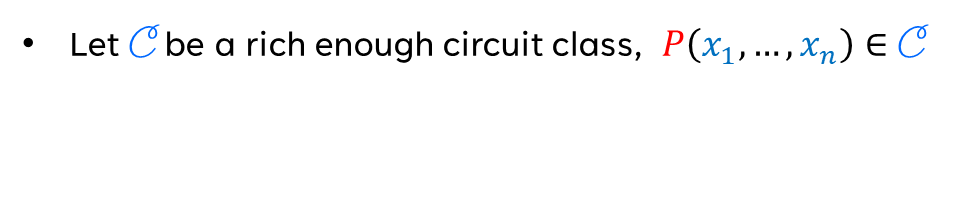 • Let 𝒞 be a rich enough circuit class, P(x₁, …, xₙ) ∈ 𝒞